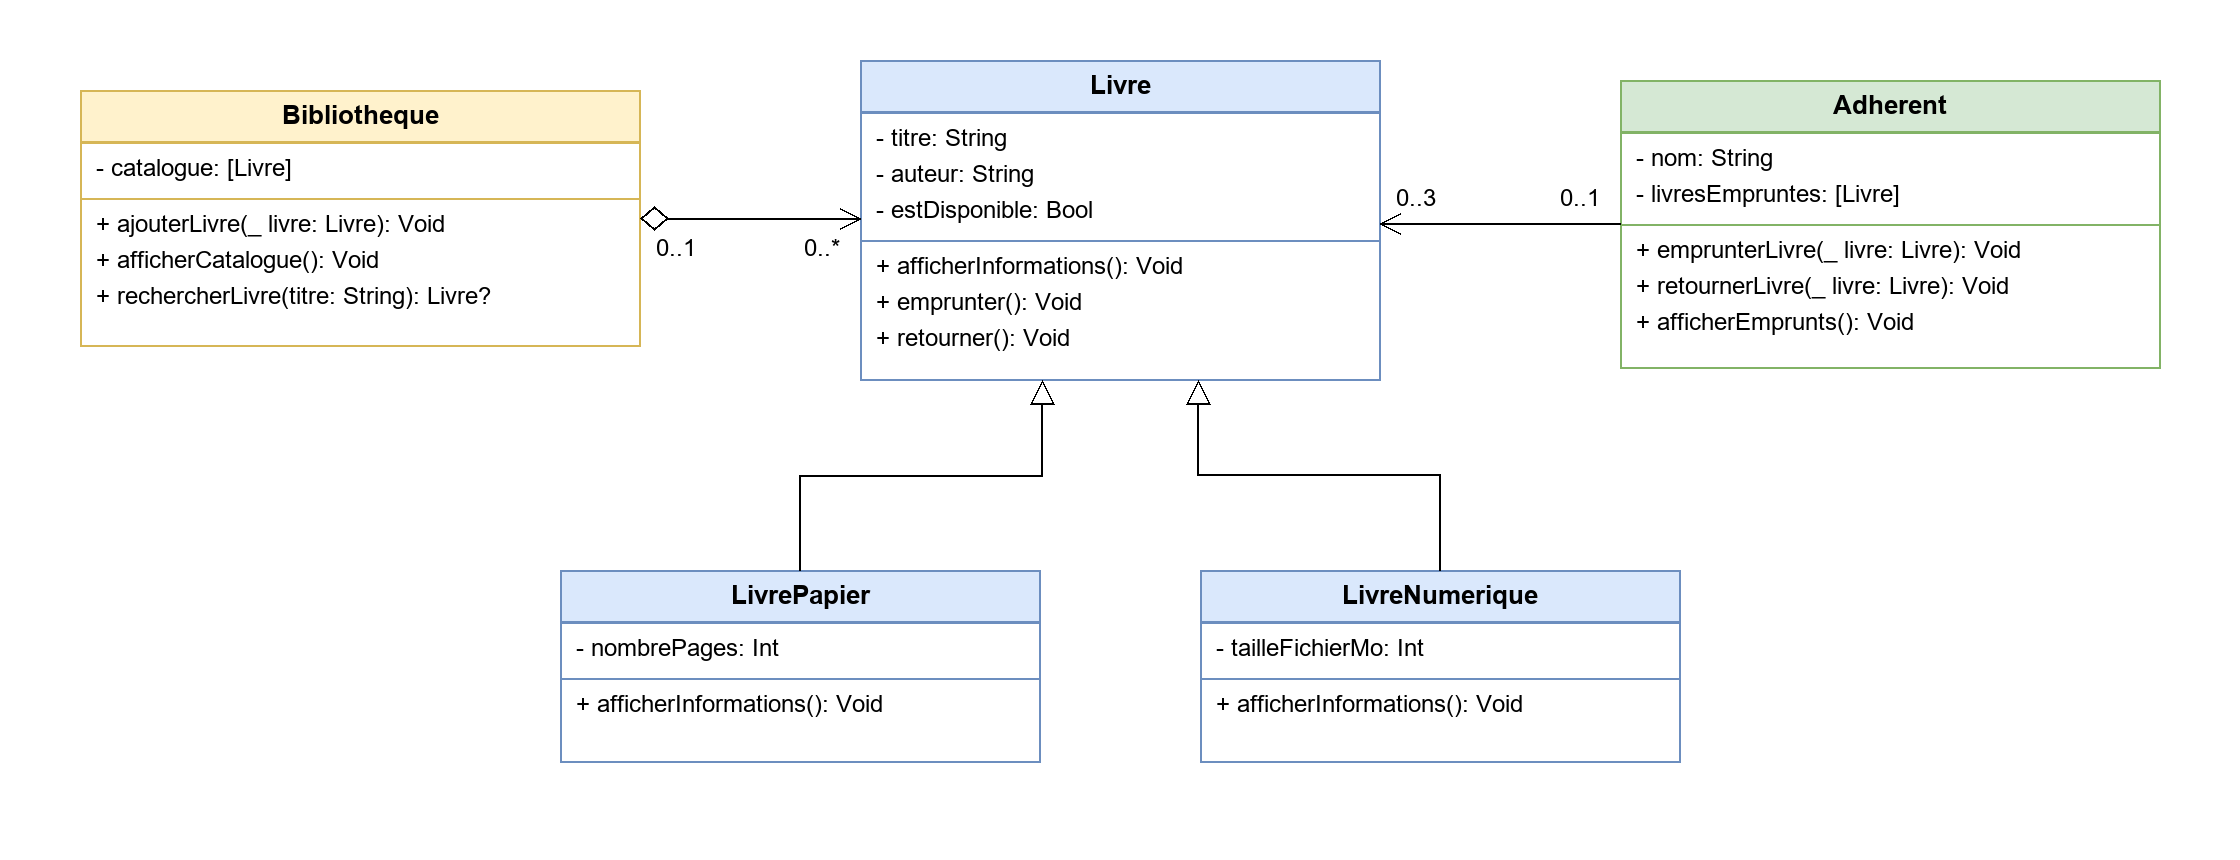 Bibliotheque
- catalogue: [Livre]
+ ajouterLivre(_ livre: Livre): Void
+ afficherCatalogue(): Void
+ rechercherLivre(titre: String): Livre?
0..1
0..*
Livre
- titre: String
- auteur: String
- estDisponible: Bool
+ afficherInformations(): Void
+ emprunter(): Void
+ retourner(): Void
0..3
0..1
Adherent
- nom: String
- livresEmpruntes: [Livre]
+ emprunterLivre(_ livre: Livre): Void
+ retournerLivre(_ livre: Livre): Void
+ afficherEmprunts(): Void
LivrePapier
- nombrePages: Int
+ afficherInformations(): Void
LivreNumerique
- tailleFichierMo: Int
+ afficherInformations(): Void